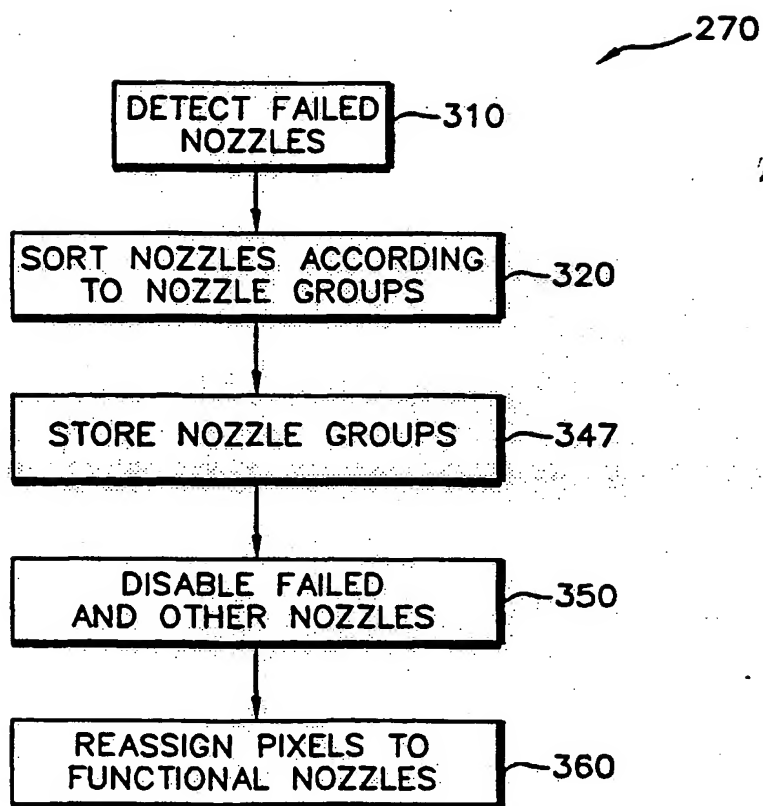 270
DETECT FAILED
NOZZLES
310
SORT NOZZLES ACCORDING
TO NOZZLE GROUPS
320
STORE NOZZLE GROUPS
347
DISABLE FAILED
AND OTHER NOZZLES
350
REASSIGN PIXELS TO
FUNCTIONAL NOZZLES
360